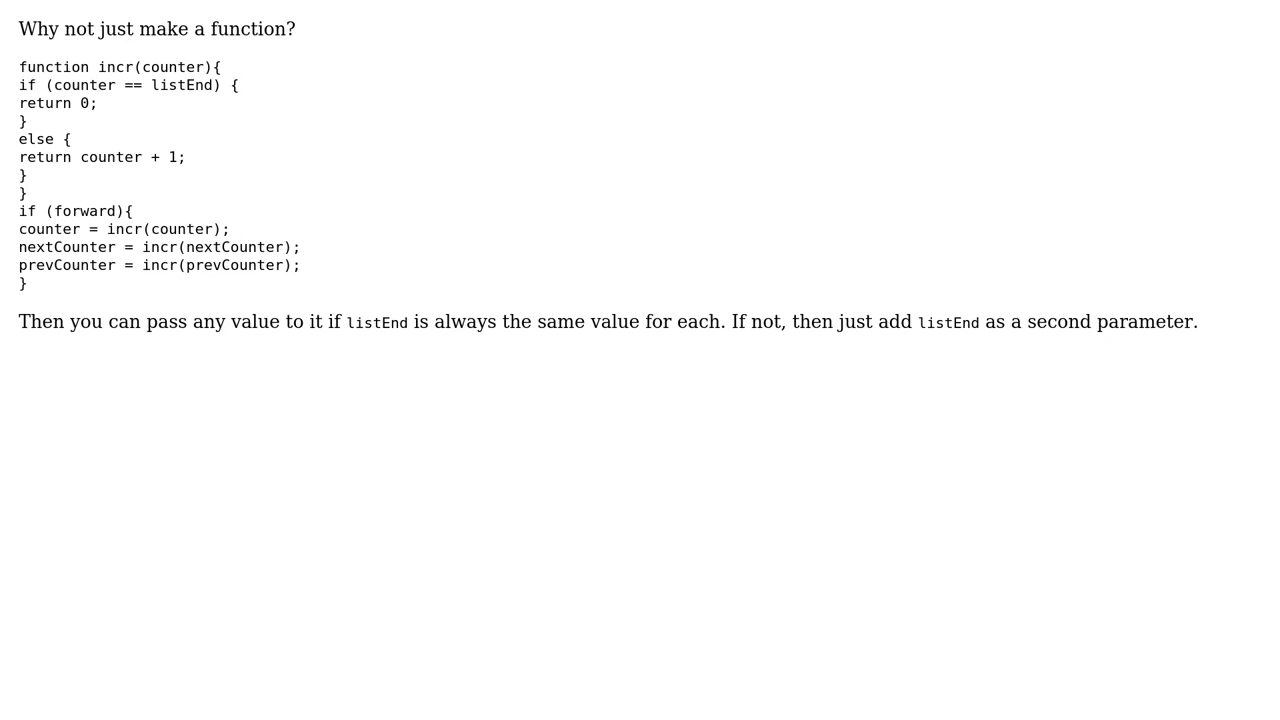 Why not just make a function?
function incr(counter){
if (counter == listEnd) {
return 0;
}
else {
return counter + 1;
}
}
if (forward){
counter = incr(counter);
nextCounter = incr(nextCounter);
prevCounter = incr(prevCounter);
}
Then you can pass any value to it if listEnd is always the same value for each. If not, then just add listEnd as a second parameter.